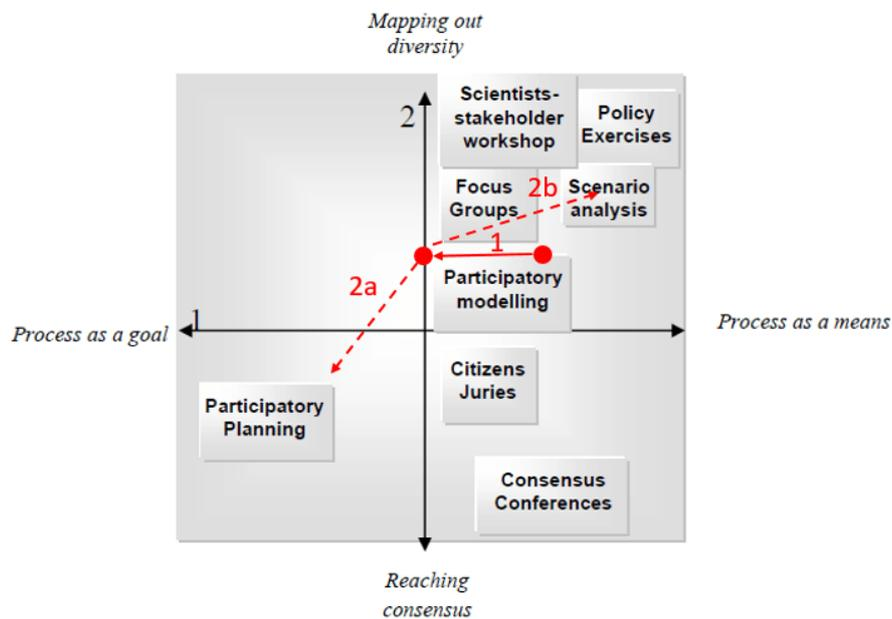 Mapping out
diversity
2
Scientists-
stakeholder
workshop
Policy
Exercises
Focus
Groups
2b
Scenario
analysis
1
2a
Participatory
modelling
Process as a goal
1
Process as a means
Citizens
Juries
Participatory
Planning
Consensus
Conferences
Reaching
consensus